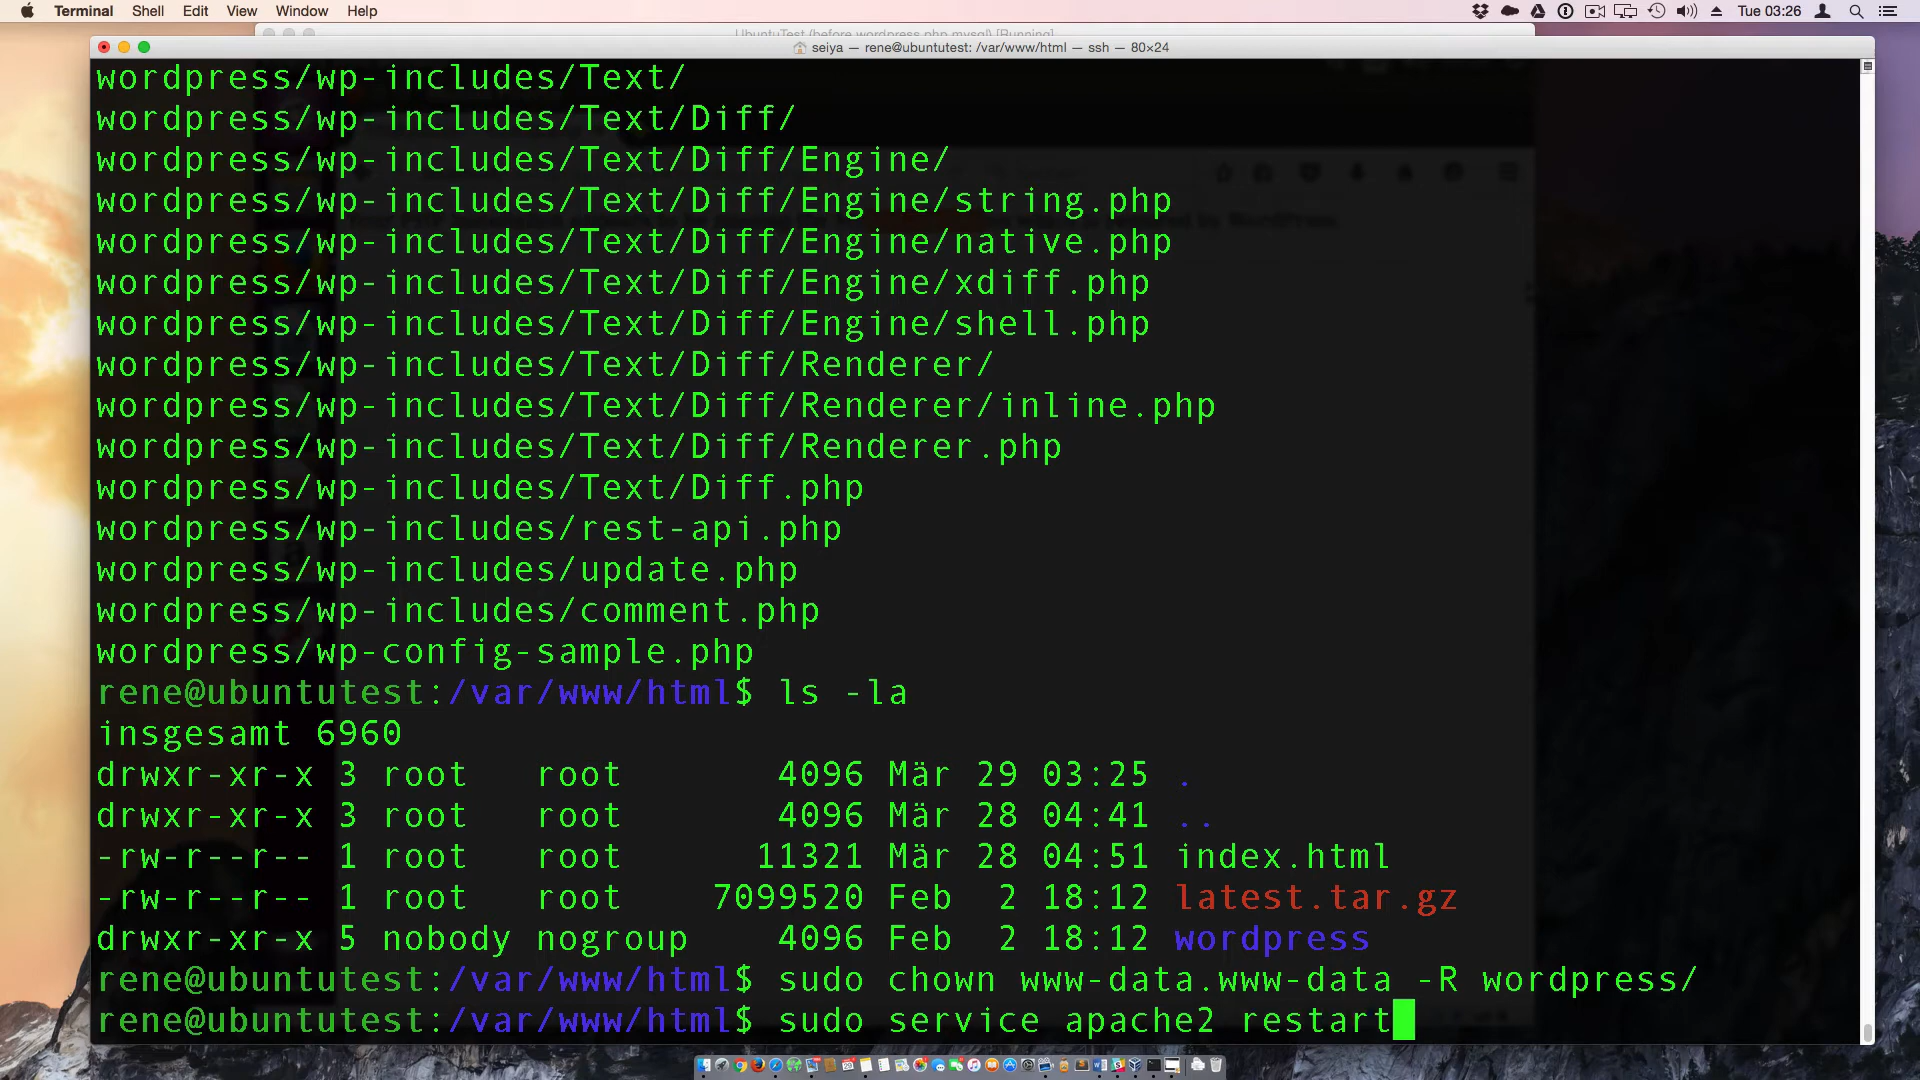 Terminal Shell Edit View Window Help Tue 03:26
UbuntuTest (before wordpress php mysql) [Running]
seiya — rene@ubuntutest: /var/www/html — ssh — 80×24
wordpress/wp-includes/Text/
wordpress/wp-includes/Text/Diff/
wordpress/wp-includes/Text/Diff/Engine/
wordpress/wp-includes/Text/Diff/Engine/string.php
wordpress/wp-includes/Text/Diff/Engine/native.php
wordpress/wp-includes/Text/Diff/Engine/xdiff.php
wordpress/wp-includes/Text/Diff/Engine/shell.php
wordpress/wp-includes/Text/Diff/Renderer/
wordpress/wp-includes/Text/Diff/Renderer/inline.php
wordpress/wp-includes/Text/Diff/Renderer.php
wordpress/wp-includes/Text/Diff.php
wordpress/wp-includes/rest-api.php
wordpress/wp-includes/update.php
wordpress/wp-includes/comment.php
wordpress/wp-config-sample.php
rene@ubuntutest:/var/www/html$ ls -la
insgesamt 6960
drwxr-xr-x 3 root   root       4096 Mär 29 03:25 .
drwxr-xr-x 3 root   root       4096 Mär 28 04:41 ..
-rw-r--r-- 1 root   root      11321 Mär 28 04:51 index.html
-rw-r--r-- 1 root   root    7099520 Feb  2 18:12 latest.tar.gz
drwxr-xr-x 5 nobody nogroup    4096 Feb  2 18:12 wordpress
rene@ubuntutest:/var/www/html$ sudo chown www-data.www-data -R wordpress/
rene@ubuntutest:/var/www/html$ sudo service apache2 restart